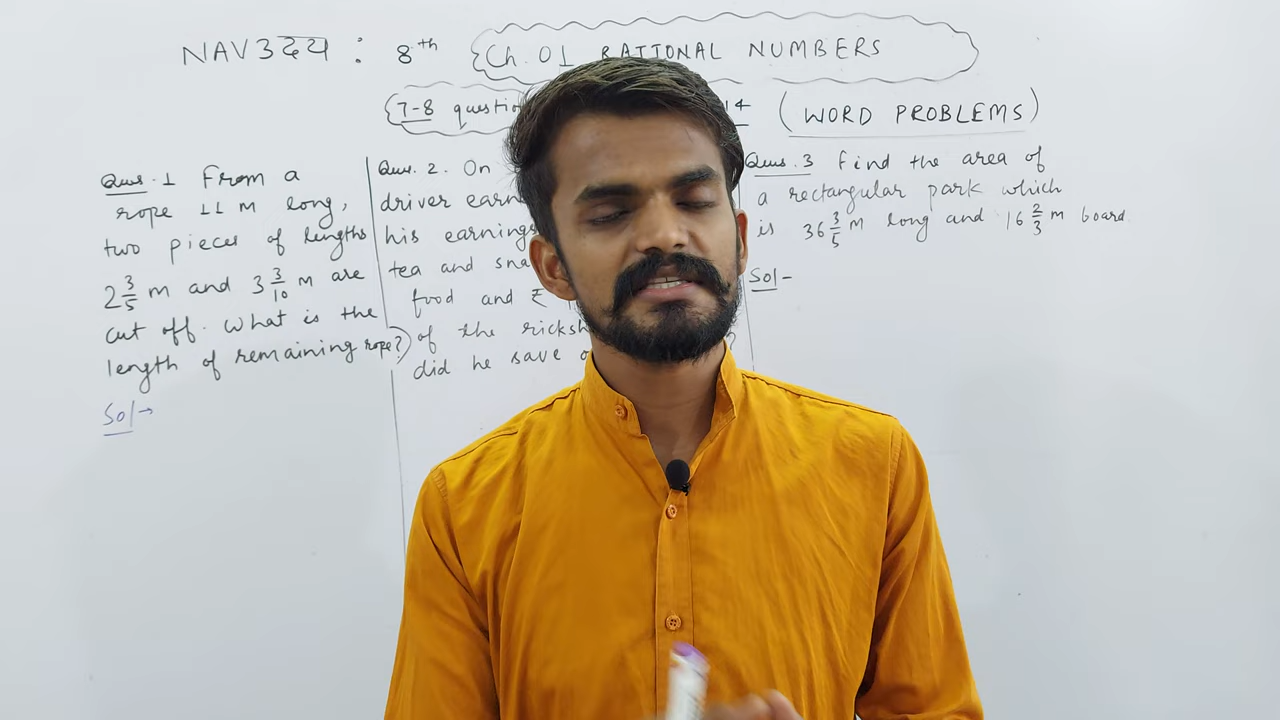 NAV3દય : 8th Ch. 01 RATIONAL NUMBERS
7-8 14 (WORD PROBLEMS)
Ques. 1 From a
rope 11 m long,
two pieces of lengths
2 3/5 m and 3 3/10 m are
cut off. What is the
length of remaining rope?
Sol→
Ques. 2. On
driver earn
his earnings
tea and sna
food and ₹
of the ricksh
did he save
?
Ques. 3 Find the area of
a rectangular park which
is 36 3/5 m long and 16 2/3 m board
Sol-